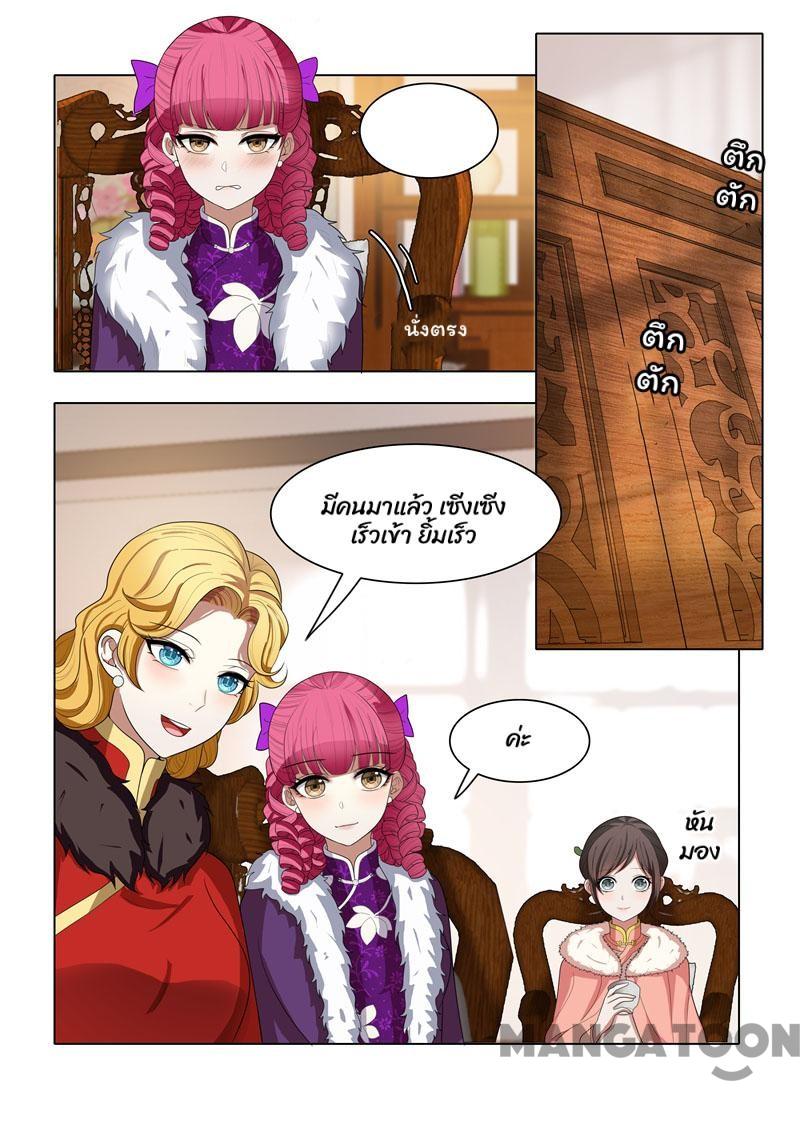 นั่งตรง
ตึก
ตัก
ตึก
ตัก
มีคนมาแล้ว เซิ่งเซิ่ง
เร็วเข้า ยิ้มเร็ว
ค่ะ
หัน
มอง
MANGATOON